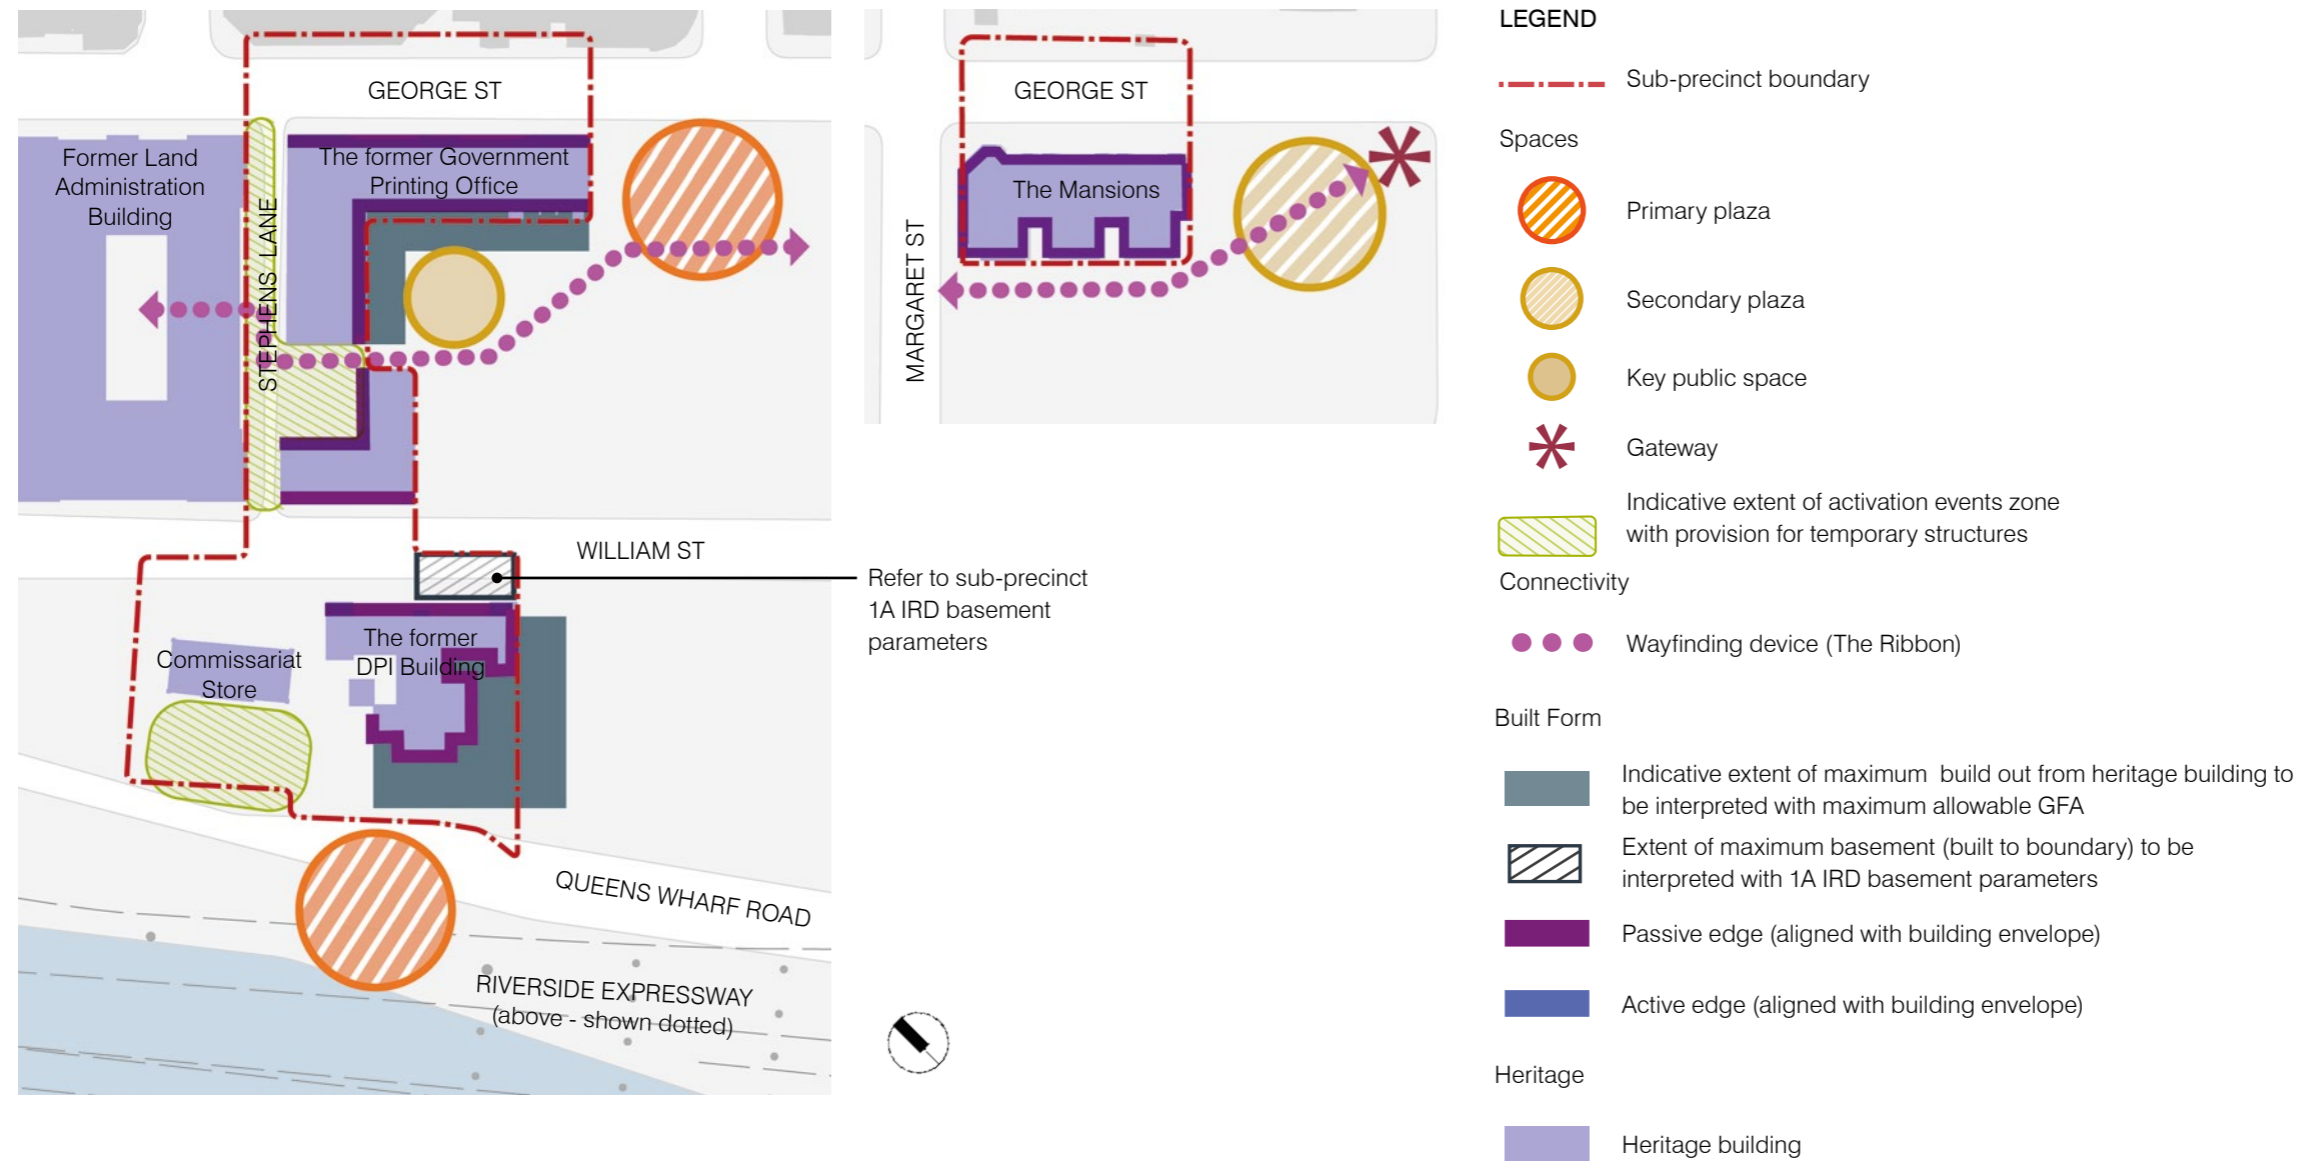 GEORGE ST
Former Land
Administration
Building
STEPHENS LANE
The former Government
Printing Office
WILLIAM ST
Refer to sub-precinct
1A IRD basement
parameters
Commissariat
Store
The former
DPI Building
QUEENS WHARF ROAD
RIVERSIDE EXPRESSWAY
(above - shown dotted)
GEORGE ST
The Mansions
MARGARET ST
LEGEND
Sub-precinct boundary
Spaces
Primary plaza
Secondary plaza
Key public space
Gateway
Indicative extent of activation events zone
with provision for temporary structures
Connectivity
Wayfinding device (The Ribbon)
Built Form
Indicative extent of maximum build out from heritage building to
be interpreted with maximum allowable GFA
Extent of maximum basement (built to boundary) to be
interpreted with 1A IRD basement parameters
Passive edge (aligned with building envelope)
Active edge (aligned with building envelope)
Heritage
Heritage building